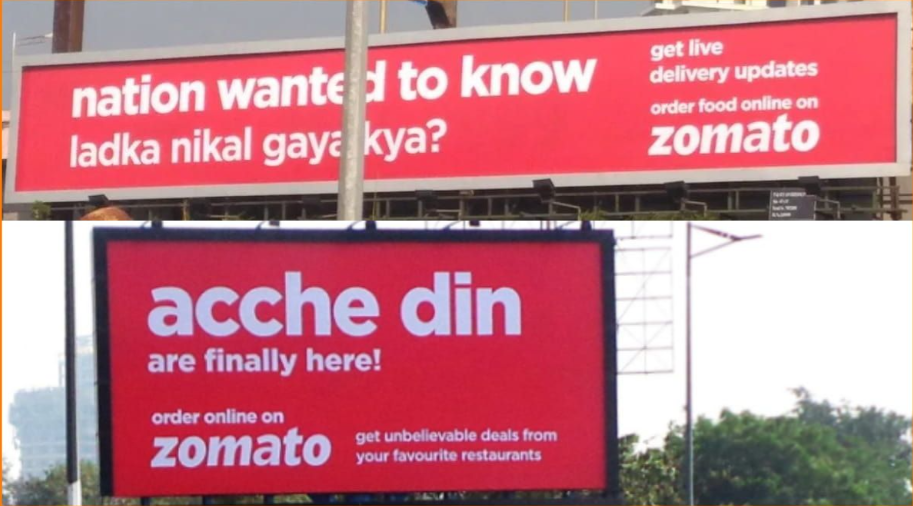 nation wanted to know
ladka nikal gaya kya?
get live
delivery updates
order food online on
zomato
acche din
are finally here!
order online on
zomato
get unbelievable deals from
your favourite restaurants